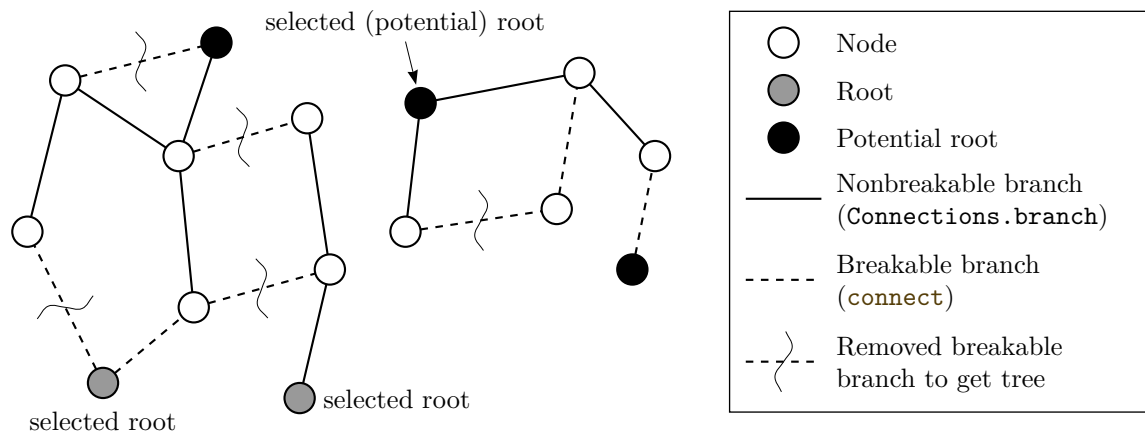 selected (potential) root
selected root
selected root
Node
Root
Potential root
Nonbreakable branch
(Connections.branch)
Breakable branch
(connect)
Removed breakable
branch to get tree